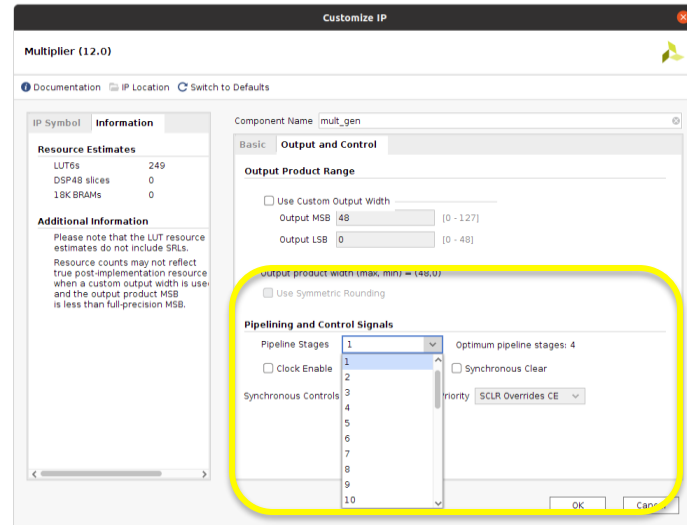 Customize IP
Multiplier (12.0)
Documentation IP Location Switch to Defaults
IP Symbol Information
Resource Estimates
LUT6s 249
DSP48 slices 0
18K BRAMs 0
Additional Information
Please note that the LUT resource
estimates do not include SRLs.
Resource counts may not reflect
true post-implementation resource
when a custom output width is use
and the output product MSB
is less than full-precision MSB.
Component Name mult_gen
Basic Output and Control
Output Product Range
Use Custom Output Width
Output MSB 48 [0 - 127]
Output LSB 0 [0 - 48]
Output product width (max, min) = (48,0)
Use Symmetric Rounding
Pipelining and Control Signals
Pipeline Stages 1 Optimum pipeline stages: 4
Clock Enable Synchronous Clear
Synchronous Controls riority SCLR Overrides CE
1
2
3
4
5
6
7
8
9
10
OK Cancel